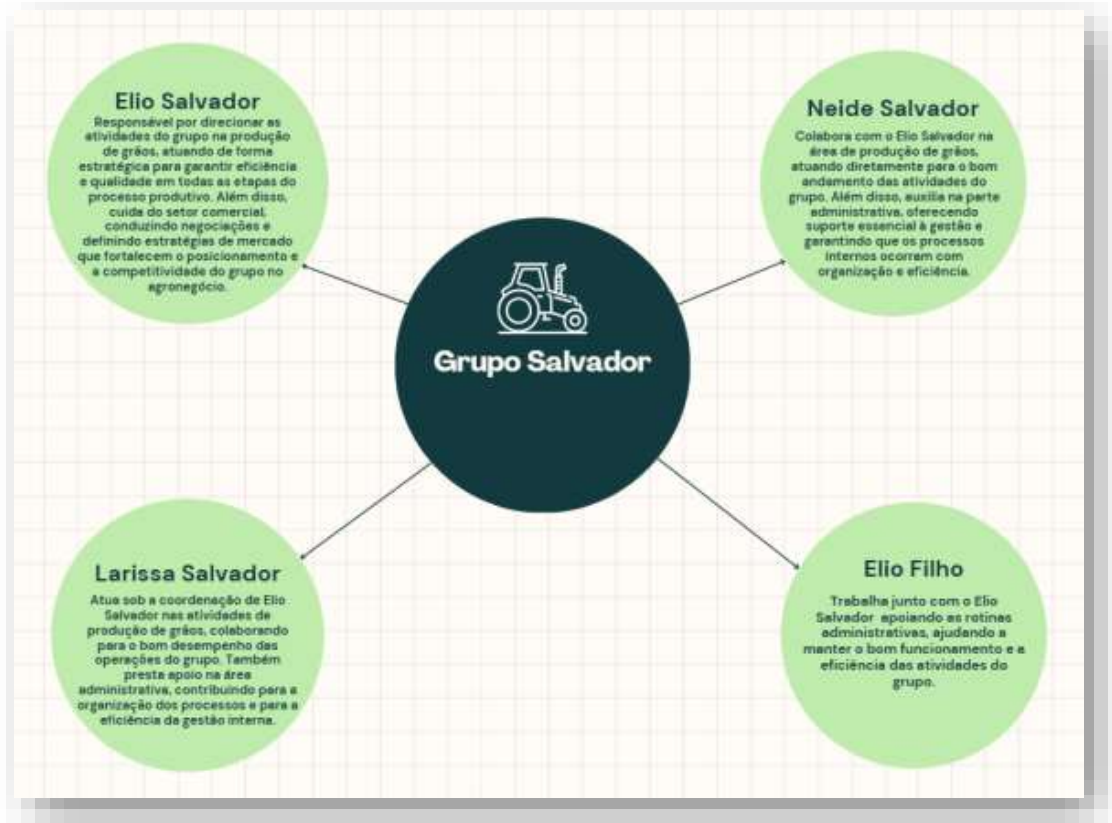 Elio Salvador
Responsável por direcionar as
atividades do grupo na produção
de grãos, atuando de forma
estratégica para garantir eficiência
e qualidade em todas as etapas do
processo produtivo. Além disso,
cuida do setor comercial,
conduzindo negociações e
definindo estratégias de mercado
que fortalecem o posicionamento e
a competitividade do grupo no
agronegócio.
Neide Salvador
Colabora com o Elio Salvador na
área de produção de grãos,
atuando diretamente para o bom
andamento das atividades do
grupo. Além disso, auxilia na parte
administrativa, oferecendo
suporte essencial à gestão e
garantindo que os processos
internos ocorram com
organização e eficiência.
Grupo Salvador
Larissa Salvador
Atua sob a coordenação de Elio
Salvador nas atividades de
produção de grãos, colaborando
para o bom desempenho das
operações do grupo. Também
presta apoio na área
administrativa, contribuindo para a
organização dos processos e para a
eficiência da gestão interna.
Elio Filho
Trabalha junto com o Elio
Salvador apoiando as rotinas
administrativas, ajudando a
manter o bom funcionamento e a
eficiência das atividades do
grupo.